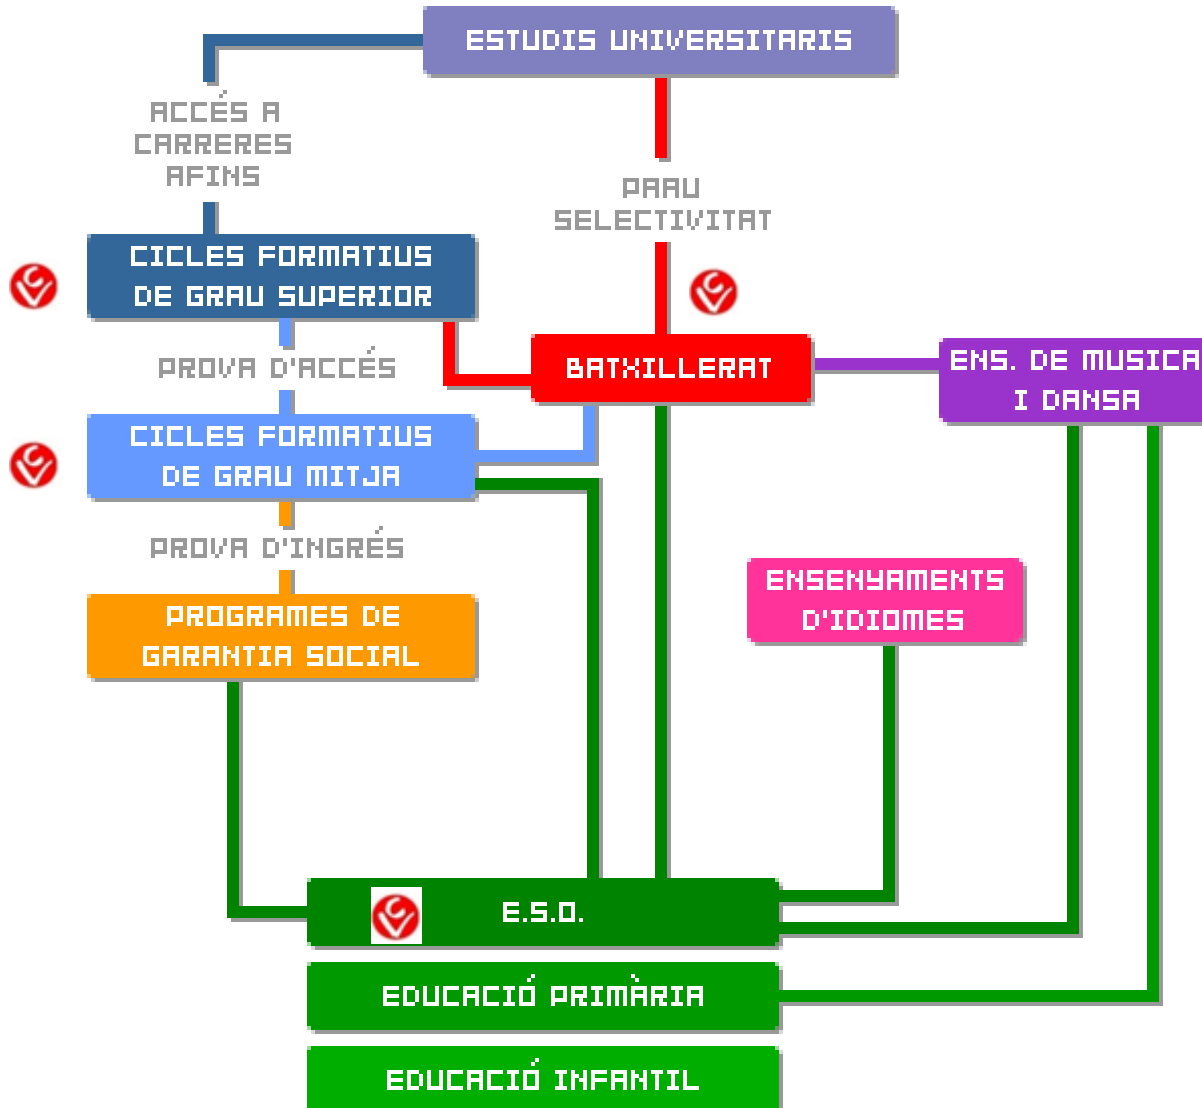 ESTUDIS UNIVERSITARIS
ACCÉS A
CARRERES
AFINS
PAAU
SELECTIVITAT
CICLES FORMATIUS
DE GRAU SUPERIOR
PROVA D'ACCÉS
BATXILLERAT
ENS. DE MUSICA
I DANSA
CICLES FORMATIUS
DE GRAU MITJA
PROVA D'INGRÉS
ENSENYAMENTS
D'IDIOMES
PROGRAMES DE
GARANTIA SOCIAL
E.S.O.
EDUCACIÓ PRIMÀRIA
EDUCACIÓ INFANTIL